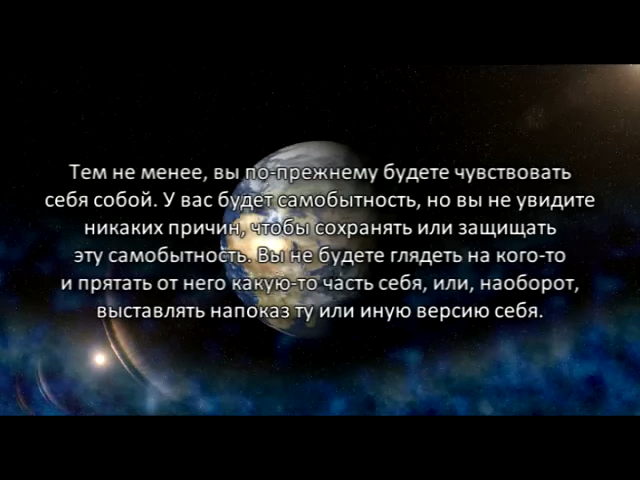 Тем не менее, вы по-прежнему будете чувствовать
себя собой. У вас будет самобытность, но вы не увидите
никаких причин, чтобы сохранять или защищать
эту самобытность. Вы не будете глядеть на кого-то
и прятать от него какую-то часть себя, или, наоборот,
выставлять напоказ ту или иную версию себя.